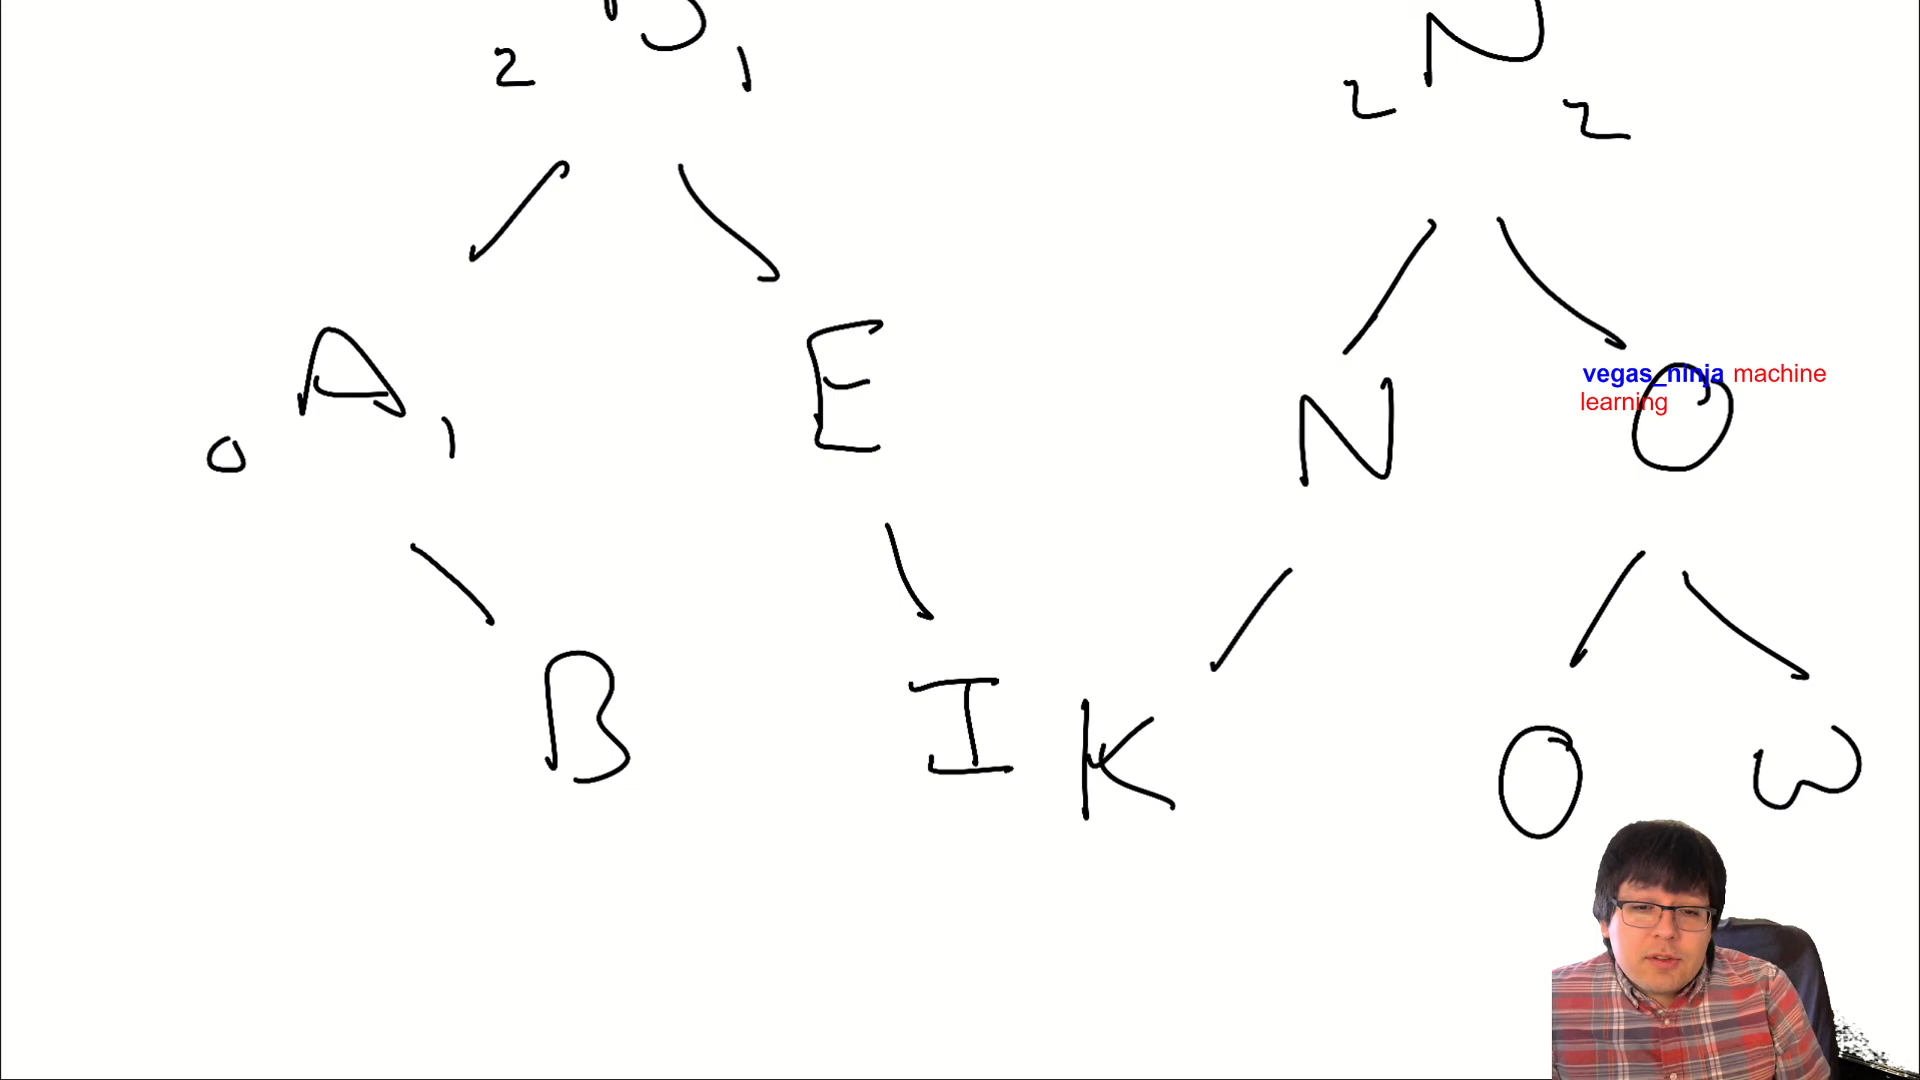 N
2 1
2 2
A E
N O
0 1
vegas_ninja machine
learning
B I K O W